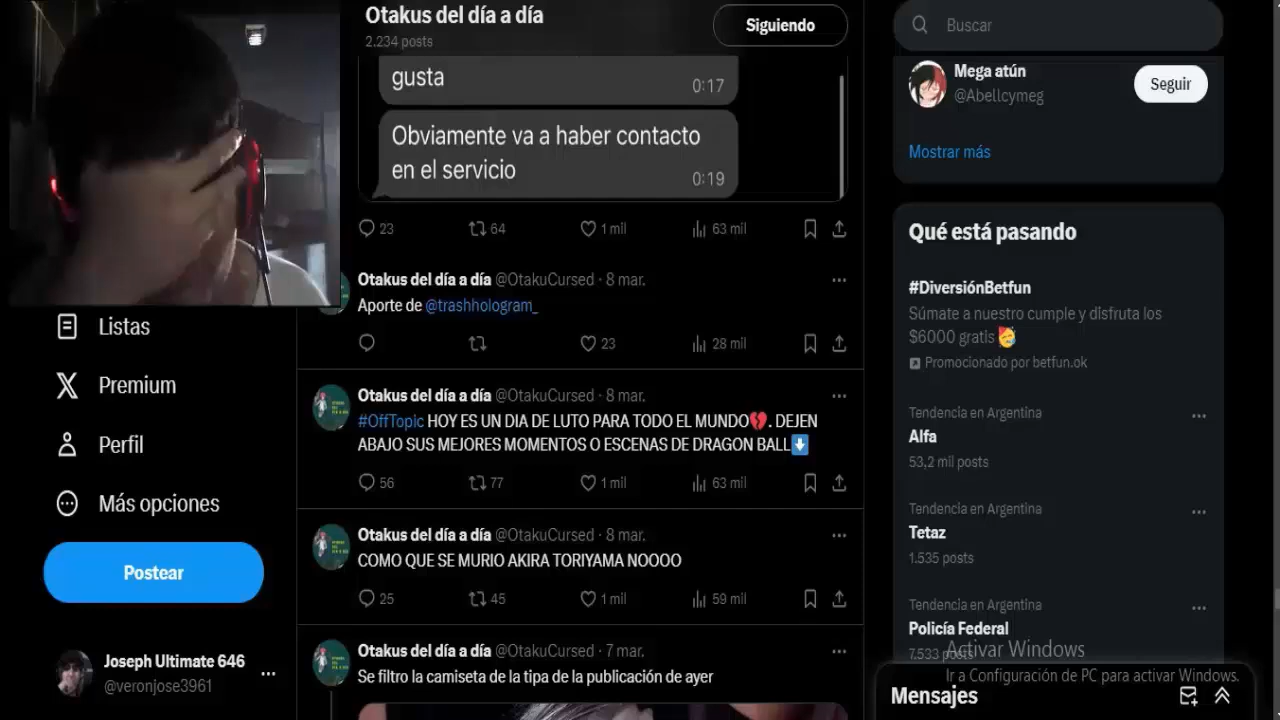 Otakus del día a día
2.234 posts
Siguiendo
gusta
0:17
Obviamente va a haber contacto
en el servicio
0:19
23 64 1 mil 63 mil
Otakus del día a día @OtakuCursed · 8 mar.
Aporte de @trashhologram_
23 28 mil
Otakus del día a día @OtakuCursed · 8 mar.
#OffTopic HOY ES UN DIA DE LUTO PARA TODO EL MUNDO💔. DEJEN
ABAJO SUS MEJORES MOMENTOS O ESCENAS DE DRAGON BALL⬇️
56 77 1 mil 63 mil
Otakus del día a día @OtakuCursed · 8 mar.
COMO QUE SE MURIO AKIRA TORIYAMA NOOOO
25 45 1 mil 59 mil
Otakus del día a día @OtakuCursed · 7 mar.
Se filtro la camiseta de la tipa de la publicación de ayer
Listas
Premium
Perfil
Más opciones
Postear
Joseph Ultimate 646
@veronjose3961
Buscar
Mega atún
@Abellcymeg
Seguir
Mostrar más
Qué está pasando
#DiversiónBetfun
Súmate a nuestro cumple y disfruta los
$6000 gratis🥳
Promocionado por betfun.ok
Tendencia en Argentina
Alfa
53,2 mil posts
Tendencia en Argentina
Tetaz
1.535 posts
Tendencia en Argentina
Policía Federal
7.533 posts
Activar Windows
Ir a Configuración de PC para activar Windows.
Mensajes